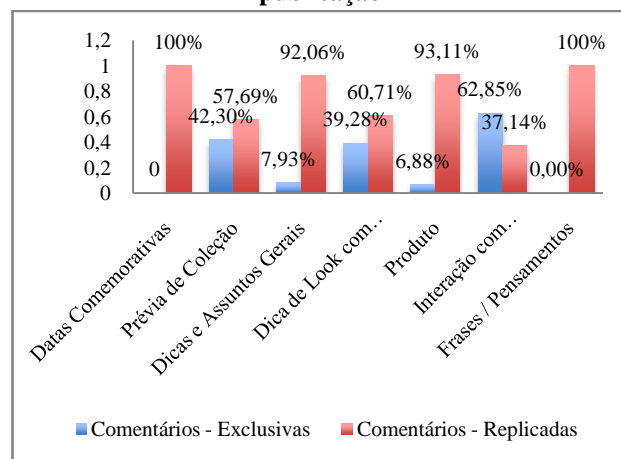 1,2
1
0,8
0,6
0,4
0,2
0
0
100%
42,30%
57,69%
7,93%
92,06%
39,28%
60,71%
6,88%
93,11%
62,85%
37,14%
0,00%
100%
Datas Comemorativas
Prévia de Coleção
Dicas e Assuntos Gerais
Dica de Look com..
Produto
Interação com...
Frases / Pensamentos
Comentários - Exclusivas
Comentários - Replicadas